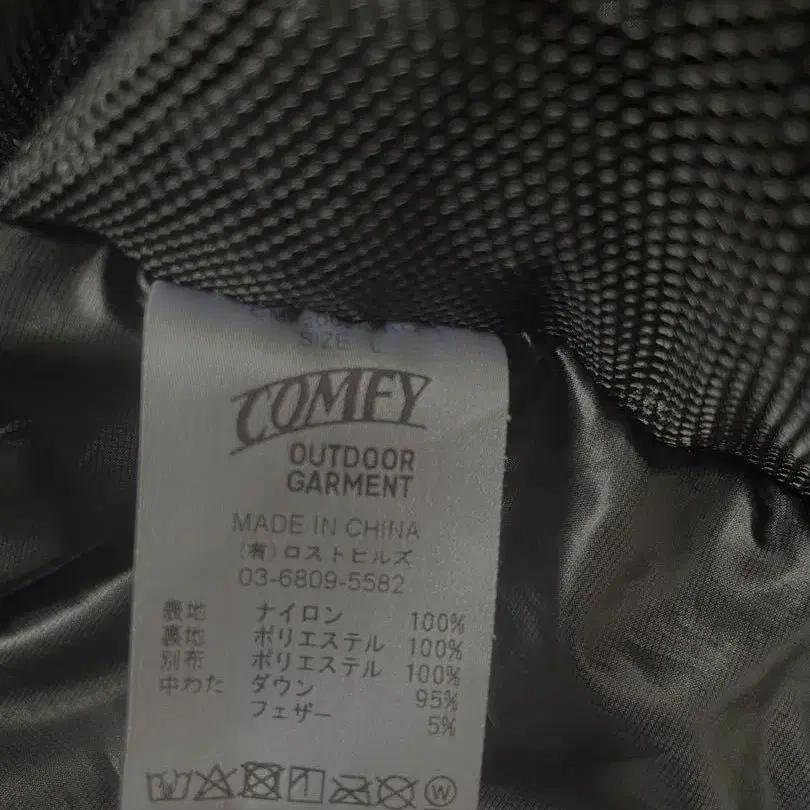 SIZE L
COMFY
OUTDOOR
GARMENT
MADE IN CHINA
(有)ロストヒルズ
03-6809-5582
表地 ナイロン 100%
裏地 ポリエステル 100%
別布 ポリエステル 100%
中わた ダウン 95%
フェザー 5%
W